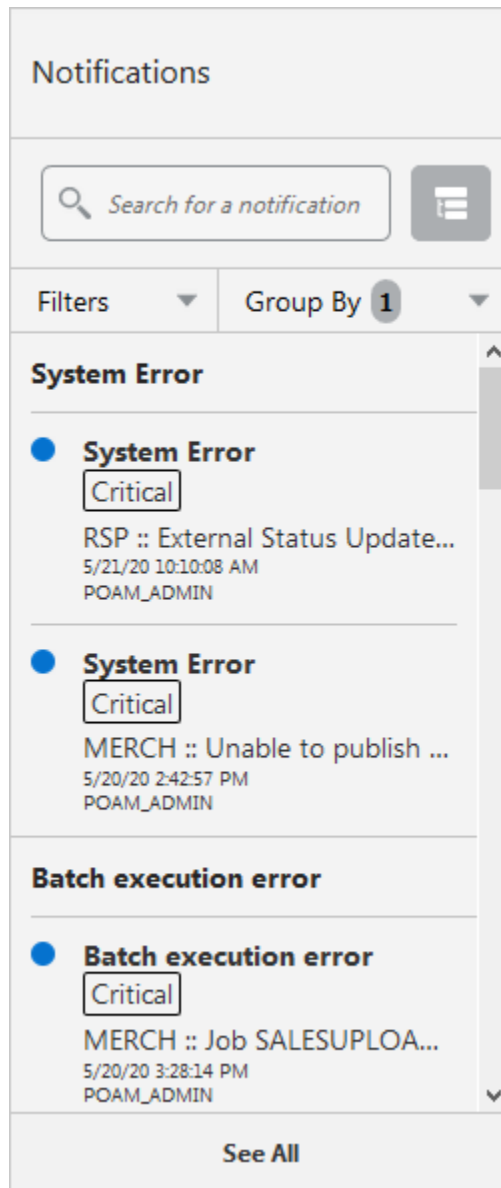 Notifications
Search for a notification
Filters
Group By 1
System Error
System Error
Critical
RSP :: External Status Update...
5/21/20 10:10:08 AM
POAM_ADMIN
System Error
Critical
MERCH :: Unable to publish ...
5/20/20 2:42:57 PM
POAM_ADMIN
Batch execution error
Batch execution error
Critical
MERCH :: Job SALESUPLOA...
5/20/20 3:28:14 PM
POAM_ADMIN
See All